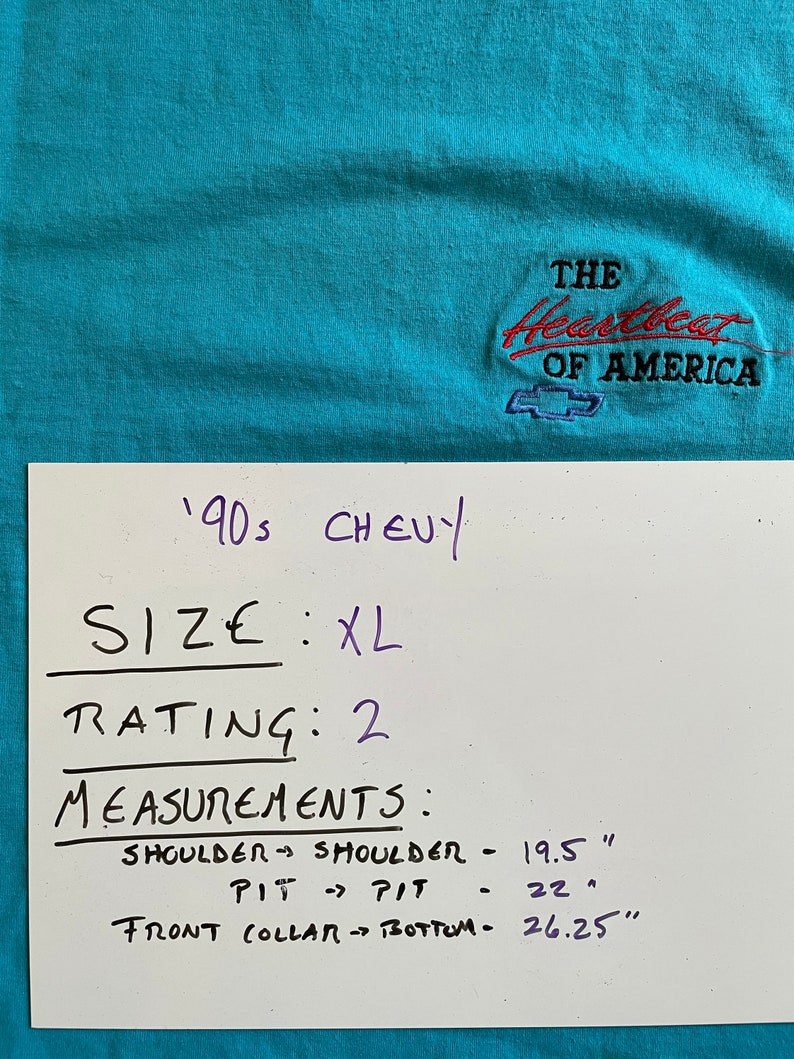 THE
Heartbeat
OF AMERICA
'90s CHEVY
SIZE: XL
RATING: 2
MEASUREMENTS:
SHOULDER → SHOULDER - 19.5"
PIT → PIT - 22"
FRONT COLLAR → BOTTOM - 26.25"